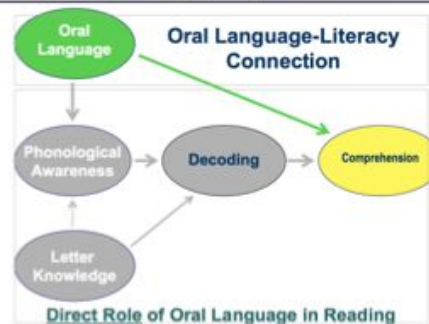 Oral
Language
Oral Language-Literacy
Connection
Phonological
Awareness
Decoding
Comprehension
Letter
Knowledge
Direct Role of Oral Language in Reading